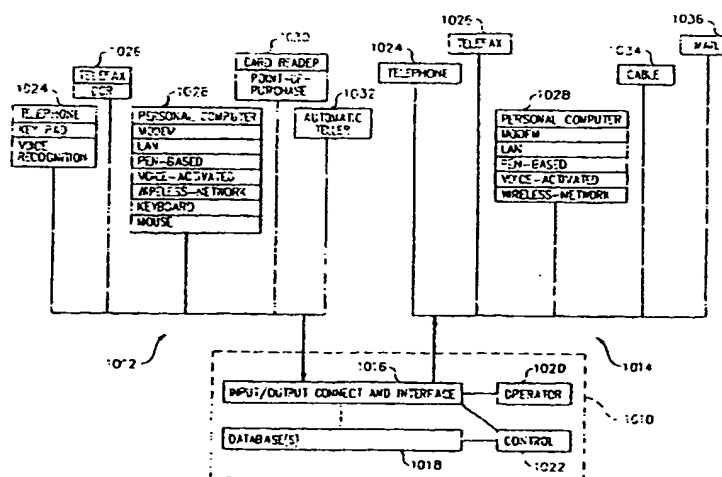 1030
1026
1036
1026
1024
CARD READER
TELEFAX
MAIL
TELEFAX
POINT-OF-
PURCHASE
1034
OCR
1028
TELEPHONE
CABLE
1024
1032
1028
TELEPHONE
KEY PAD
VOICE
RECOGNITION
PERSONAL COMPUTER
MODEM
LAN
PEN-BASED
VOICE-ACTIVATED
WIRELESS-NETWORK
KEYBOARD
MOUSE
AUTOMATIC
TELLER
PERSONAL COMPUTER
MODEM
LAN
PEN-BASED
VOICE-ACTIVATED
WIRELESS-NETWORK
1012
1014
1016
1020
INPUT/OUTPUT CONNECT AND INTERFACE
OPERATOR
1010
DATABASE(S)
CONTROL
1018
1022